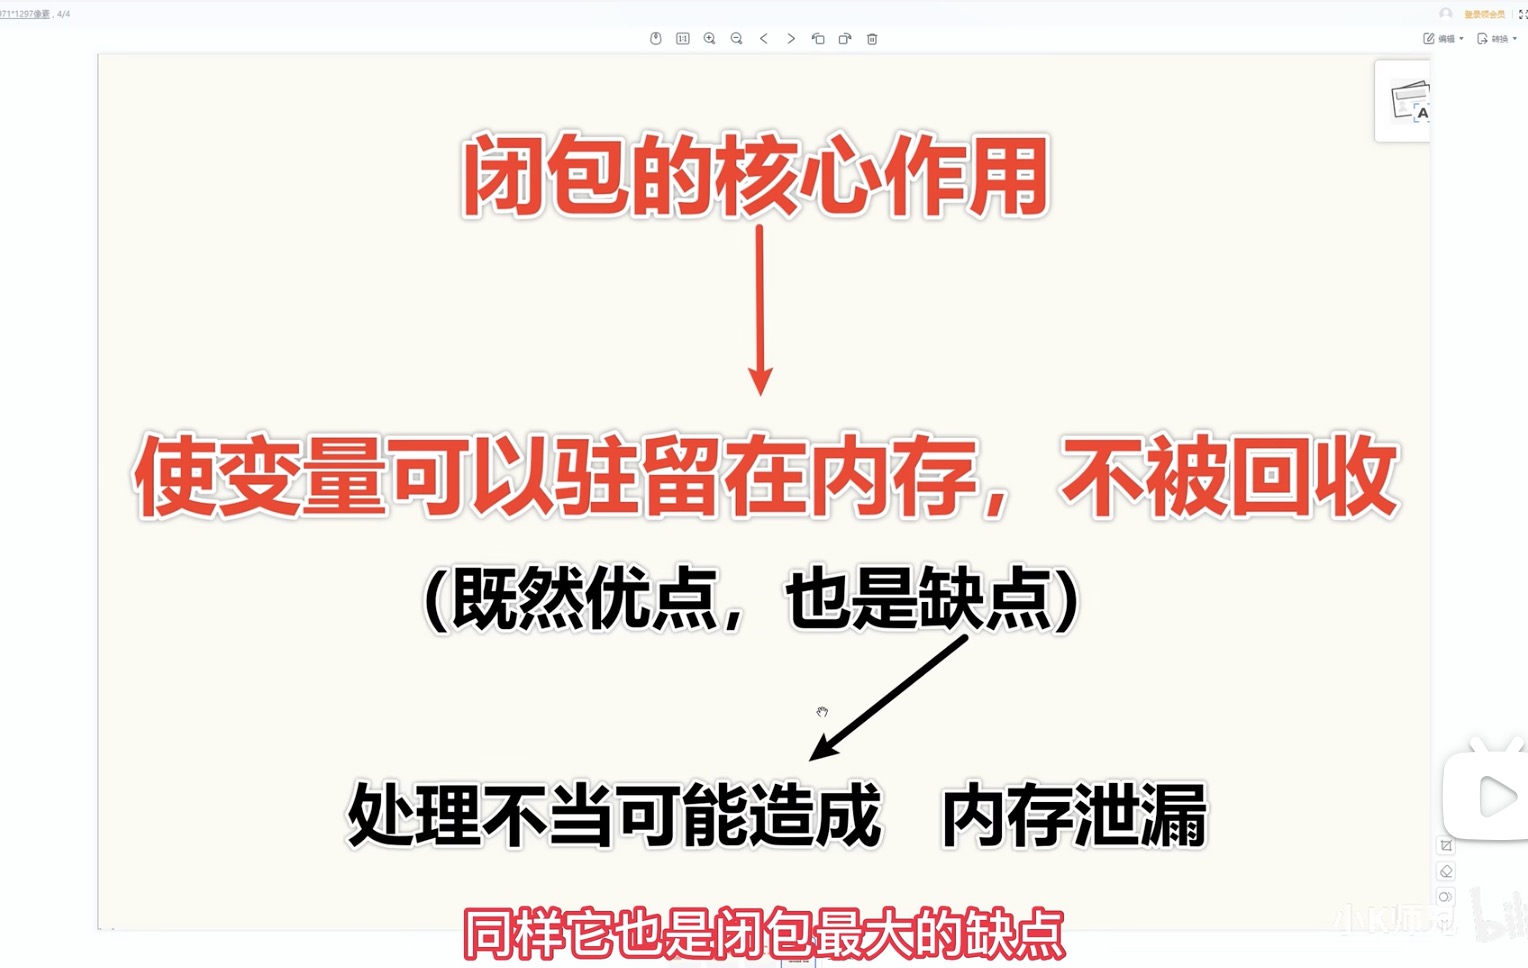 971*1297像素, 4/4
登录领会员
1:1
编辑
转换
A
闭包的核心作用
使变量可以驻留在内存，不被回收
(既然优点，也是缺点)
处理不当可能造成 内存泄漏
同样它也是闭包最大的缺点